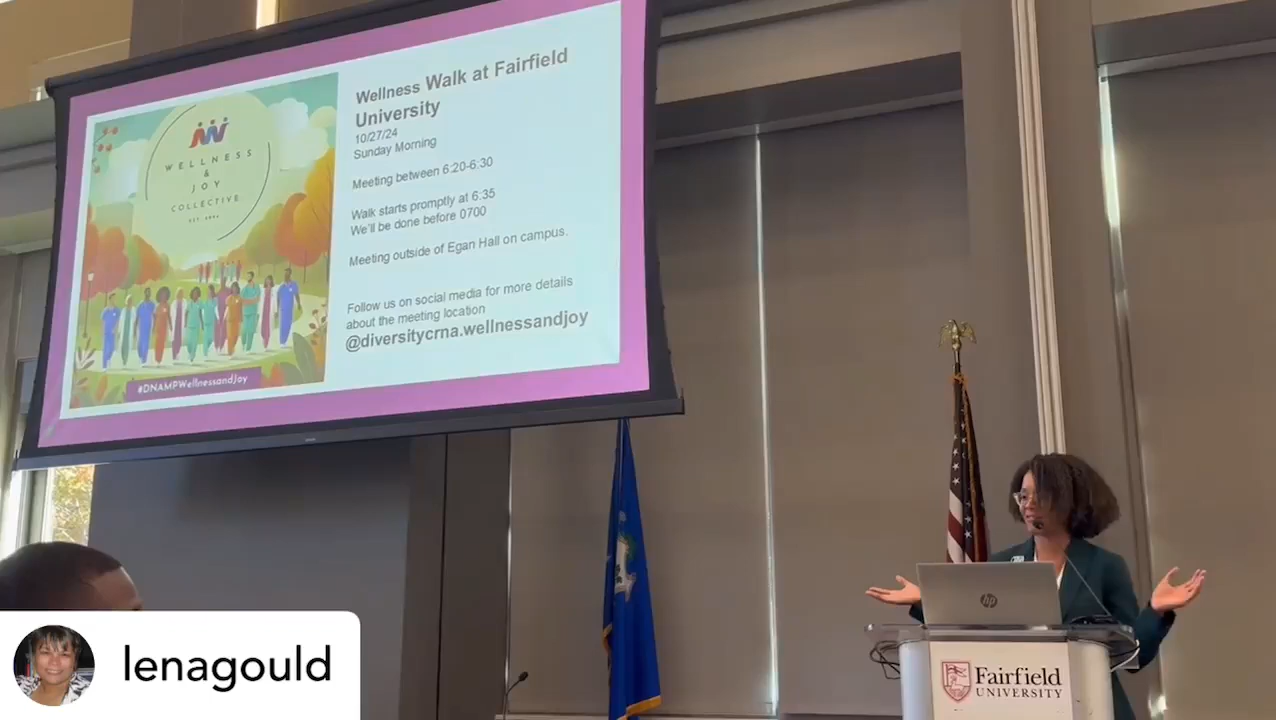 Wellness Walk at Fairfield
University
10/27/24
Sunday Morning
Meeting between 6:20-6:30
Walk starts promptly at 6:35
We'll be done before 0700
Meeting outside of Egan Hall on campus.
Follow us on social media for more details
about the meeting location
@diversitycrna.wellnessandjoy
WELLNESS
&
JOY
COLLECTIVE
#DNAMPWellnessandJoy
hp
Fairfield
UNIVERSITY
lenagould